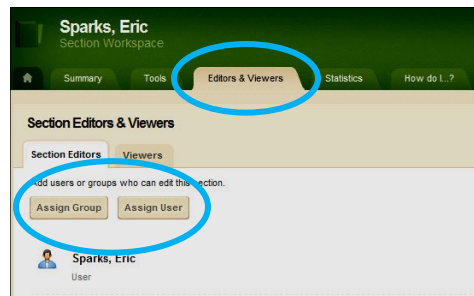 Sparks, Eric
Section Workspace
Summary Tools Editors & Viewers Statistics How do I...?
Section Editors & Viewers
Section Editors Viewers
Add users or groups who can edit this section.
Assign Group Assign User
Sparks, Eric
User